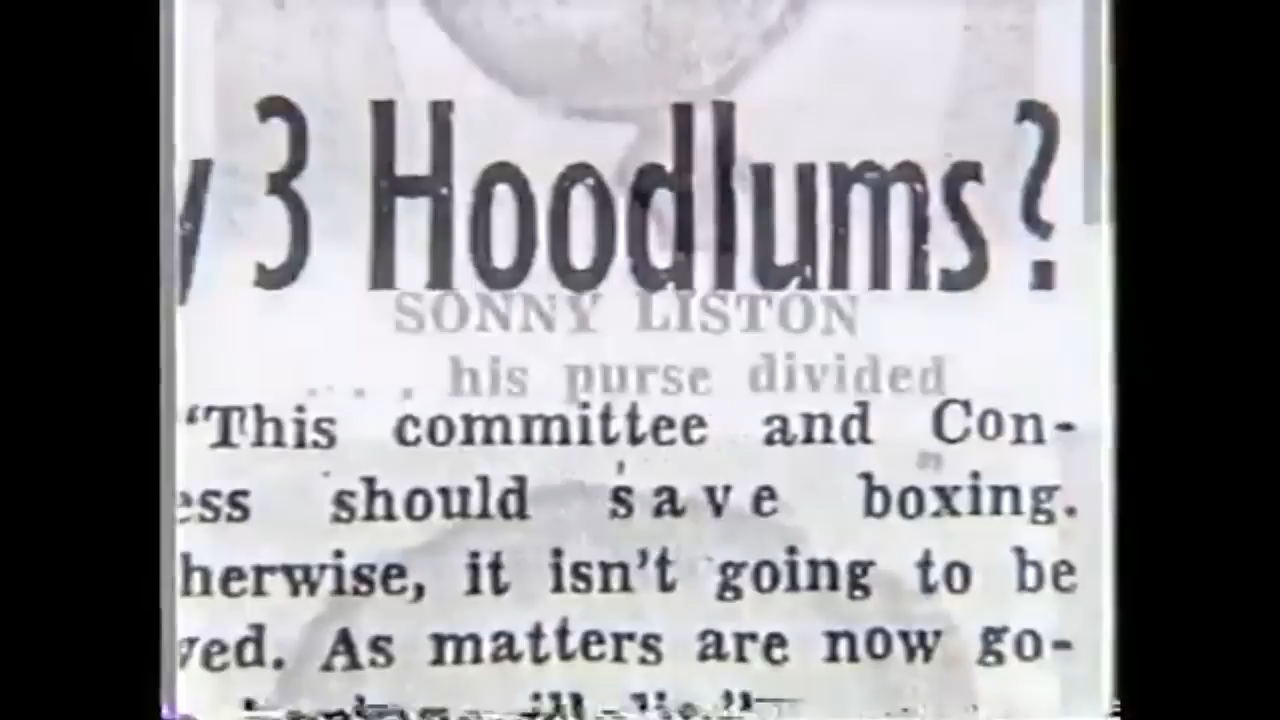 3 Hoodlums?
SONNY LISTON
. . . his purse divided
“This committee and Con-
ess should save boxing.
herwise, it isn't going to be
ved. As matters are now go-